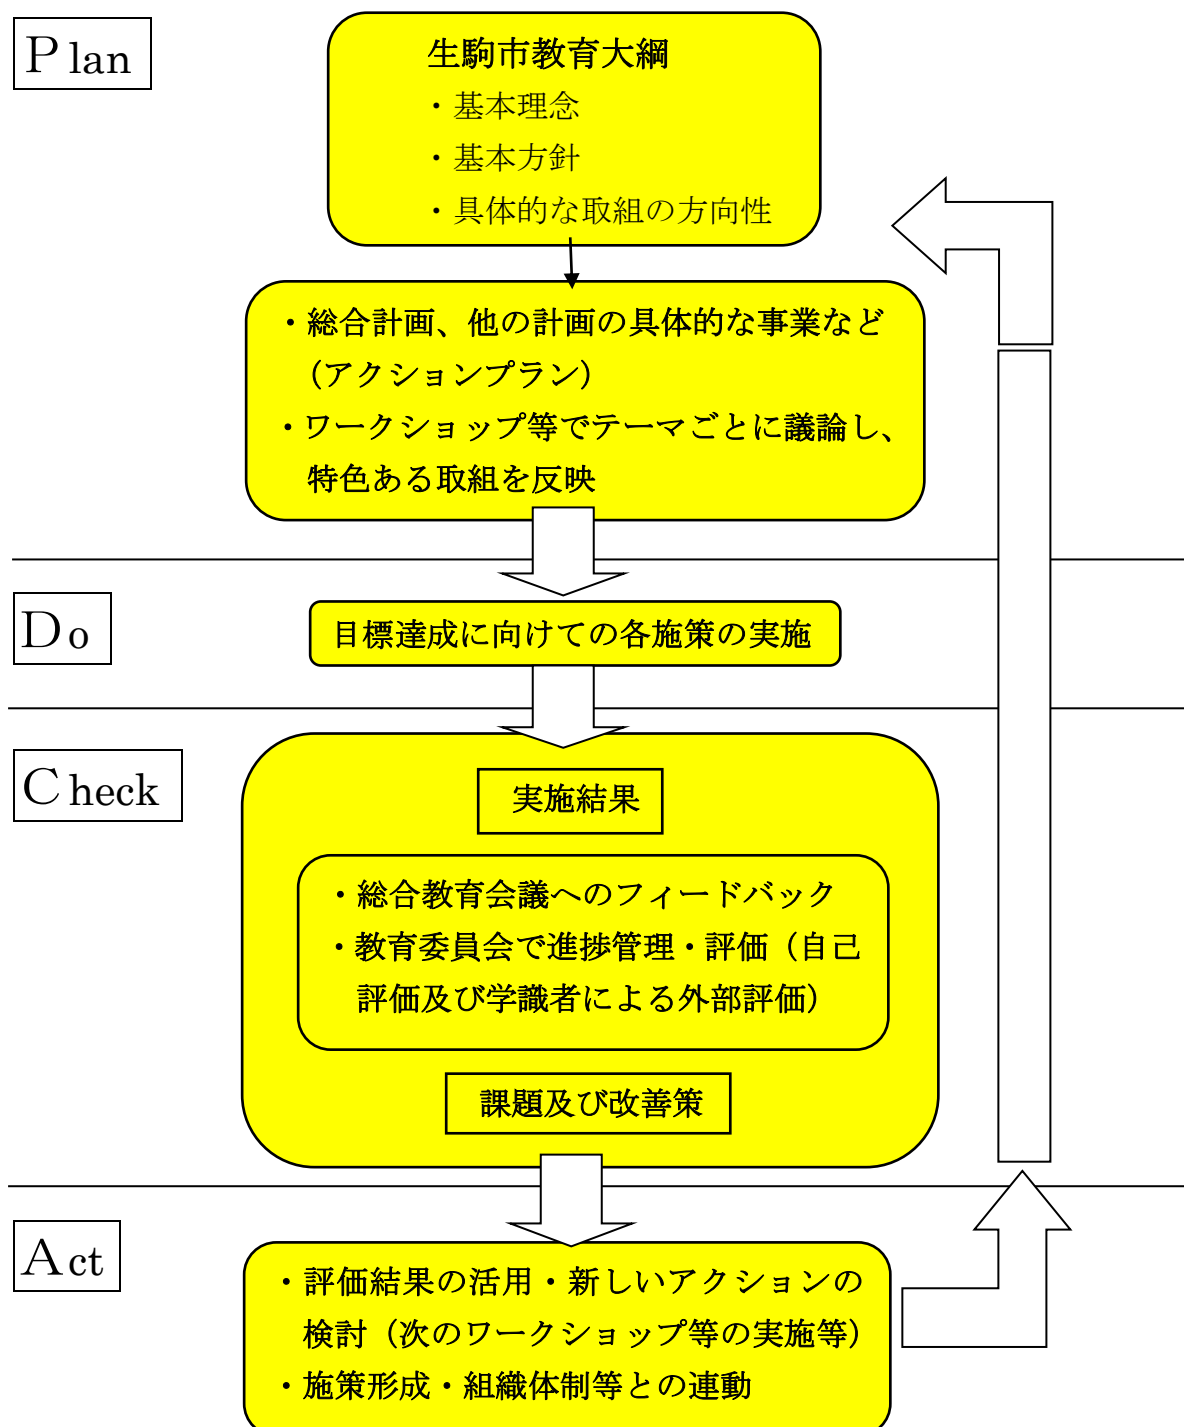 Plan
生駒市教育大綱
・基本理念
・基本方針
・具体的な取組の方向性
・総合計画、他の計画の具体的な事業など
（アクションプラン）
・ワークショップ等でテーマごとに議論し、
特色ある取組を反映
Do
目標達成に向けての各施策の実施
Check
実施結果
・総合教育会議へのフィードバック
・教育委員会で進捗管理・評価（自己
評価及び学識者による外部評価）
課題及び改善策
Act
・評価結果の活用・新しいアクションの
検討（次のワークショップ等の実施等）
・施策形成・組織体制等との連動